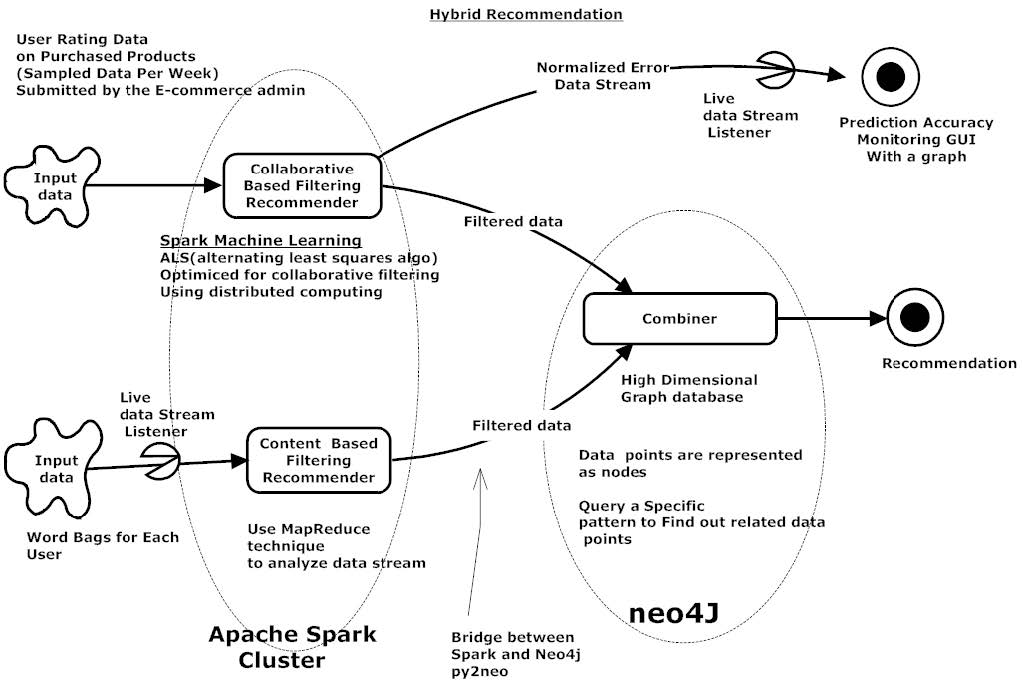 Hybrid Recommendation
User Rating Data
on Purchased Products
(Sampled Data Per Week)
Submitted by the E-commerce admin
Normalized Error
Data Stream
Live
data Stream
Listener
Prediction Accuracy
Monitoring GUI
With a graph
Input
data
Collaborative
Based Filtering
Recommender
Filtered data
Spark Machine Learning
ALS(alternating least squares algo)
Optimiced for collaborative filtering
Using distributed computing
Combiner
Recommendation
High Dimensional
Graph database
Live
data Stream
Listener
Input
data
Content Based
Filtering
Recommender
Filtered data
Data points are represented
as nodes
Query a Specific
pattern to Find out related data
points
Word Bags for Each
User
Use MapReduce
technique
to analyze data stream
neo4J
Apache Spark
Cluster
Bridge between
Spark and Neo4j
py2neo